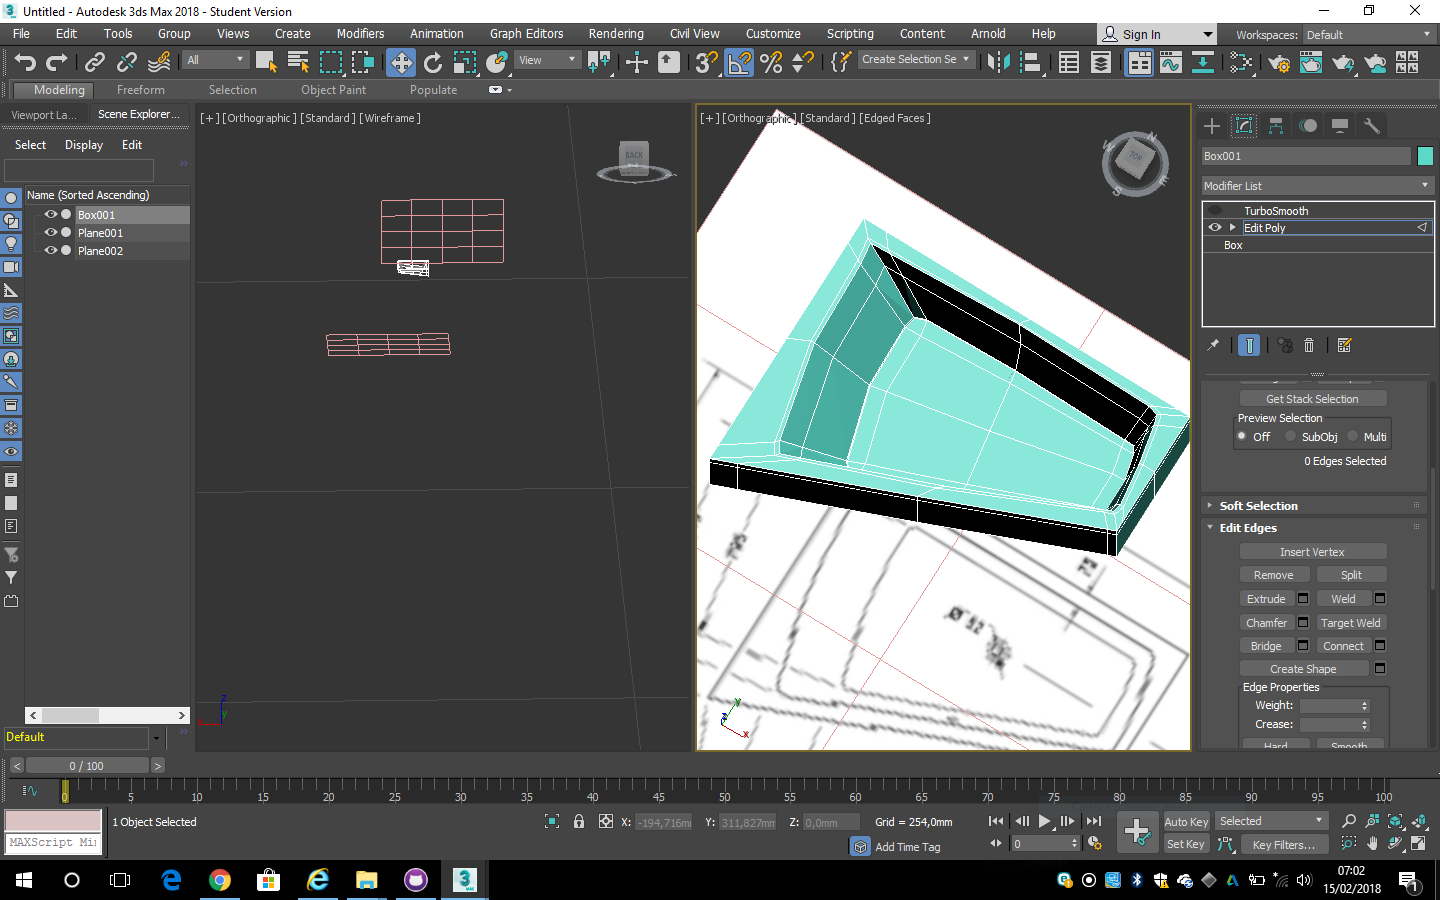 Untitled - Autodesk 3ds Max 2018 - Student Version
File Edit Tools Group Views Create Modifiers Animation Graph Editors Rendering Civil View Customize Scripting Content Arnold Help Sign In Workspaces: Default
All View Create Selection Se
Modeling Freeform Selection Object Paint Populate
Viewport La... Scene Explorer...
Select Display Edit
Name (Sorted Ascending)
Box001
Plane001
Plane002
Default
[+] [Orthographic] [Standard] [Wireframe]
BACK
z
y
[+] [Orthographic] [Standard] [Edged Faces]
TOP
N
W
E
S
75
Ø 52
y
z
x
Box001
Modifier List
TurboSmooth
Edit Poly
Box
Get Stack Selection
Preview Selection
Off SubObj Multi
0 Edges Selected
Soft Selection
Edit Edges
Insert Vertex
Remove Split
Extrude Weld
Chamfer Target Weld
Bridge Connect
Create Shape
Edge Properties
Weight:
Crease:
Hard Smooth
0 / 100
0 5 10 15 20 25 30 35 40 45 50 55 60 65 70 75 80 85 90 95 100
1 Object Selected X: -194,716m Y: 311,827mm Z: 0,0mm Grid = 254,0mm
Add Time Tag
0
Auto Key Selected
Set Key Key Filters...
MAXScript Mi
3
MAX
07:02
15/02/2018
1